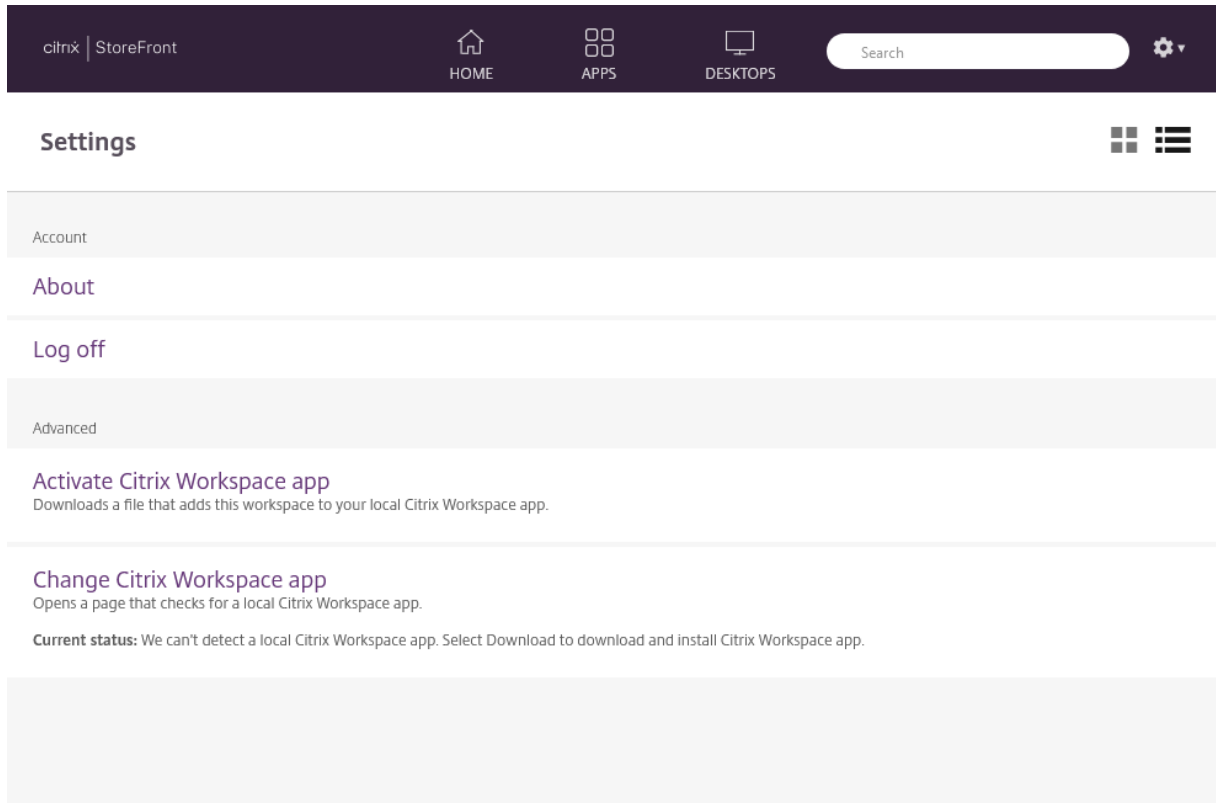 citrix | StoreFront
HOME
APPS
DESKTOPS
Search
Settings
Account
About
Log off
Advanced
Activate Citrix Workspace app
Downloads a file that adds this workspace to your local Citrix Workspace app.
Change Citrix Workspace app
Opens a page that checks for a local Citrix Workspace app.
Current status: We can't detect a local Citrix Workspace app. Select Download to download and install Citrix Workspace app.